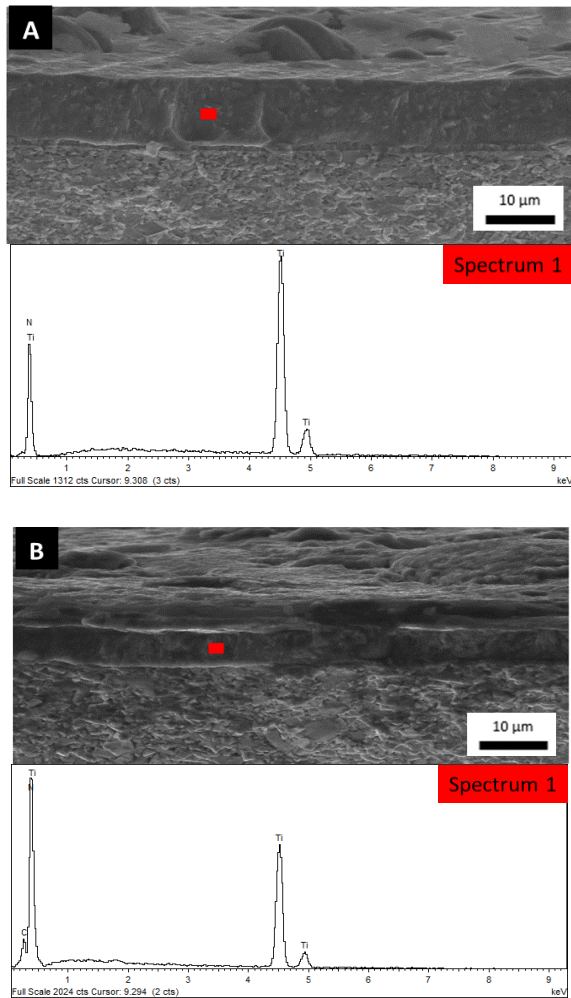 A
10 µm
Spectrum 1
Ti
N
Ti
Ti
1 2 3 4 5 6 7 8 9
Full Scale 1312 cts Cursor: 9.308 (3 cts) keV
B
10 µm
Spectrum 1
Ti
N
Ti
C
Ti
1 2 3 4 5 6 7 8 9
Full Scale 2024 cts Cursor: 9.294 (2 cts) keV